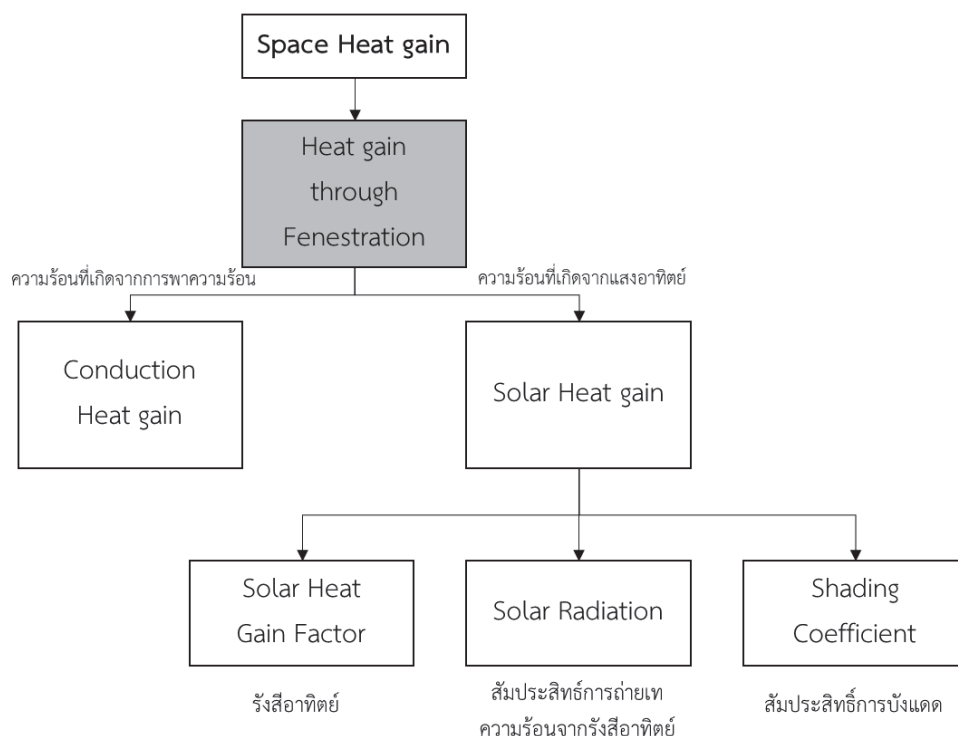 Space Heat gain
Heat gain
through
Fenestration
ความร้อนที่เกิดจากการพาความร้อน
ความร้อนที่เกิดจากแสงอาทิตย์
Conduction
Heat gain
Solar Heat gain
Solar Heat
Gain Factor
Solar Radiation
Shading
Coefficient
รังสีอาทิตย์
สัมประสิทธ์การถ่ายเท
ความร้อนจากรังสีอาทิตย์
สัมประสิทธิ์การบังแดด